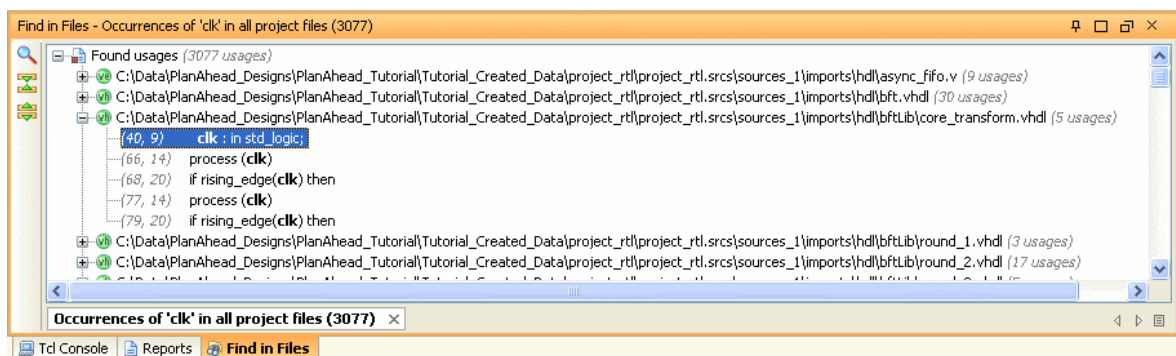 Find in Files - Occurrences of 'clk' in all project files (3077)
Found usages (3077 usages)
ve C:\Data\PlanAhead_Designs\PlanAhead_Tutorial\Tutorial_Created_Data\project_rtl\project_rtl.srcs\sources_1\imports\hdl\async_fifo.v (9 usages)
vh C:\Data\PlanAhead_Designs\PlanAhead_Tutorial\Tutorial_Created_Data\project_rtl\project_rtl.srcs\sources_1\imports\hdl\bft.vhdl (30 usages)
vh C:\Data\PlanAhead_Designs\PlanAhead_Tutorial\Tutorial_Created_Data\project_rtl\project_rtl.srcs\sources_1\imports\hdl\bftLib\core_transform.vhdl (5 usages)
(40, 9) clk : in std_logic;
(66, 14) process (clk)
(68, 20) if rising_edge(clk) then
(77, 14) process (clk)
(79, 20) if rising_edge(clk) then
vh C:\Data\PlanAhead_Designs\PlanAhead_Tutorial\Tutorial_Created_Data\project_rtl\project_rtl.srcs\sources_1\imports\hdl\bftLib\round_1.vhdl (3 usages)
vh C:\Data\PlanAhead_Designs\PlanAhead_Tutorial\Tutorial_Created_Data\project_rtl\project_rtl.srcs\sources_1\imports\hdl\bftLib\round_2.vhdl (17 usages)
Occurrences of 'clk' in all project files (3077)
Tcl Console Reports Find in Files